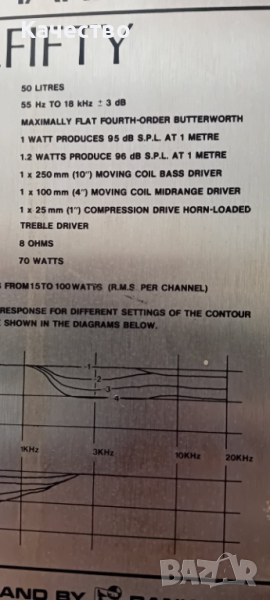 Качество
FIFTY
50 LITRES
55 Hz TO 18 kHz ± 3 dB
MAXIMALLY FLAT FOURTH-ORDER BUTTERWORTH
1 WATT PRODUCES 95 dB S.P.L. AT 1 METRE
1.2 WATTS PRODUCE 96 dB S.P.L. AT 1 METRE
1 x 250 mm (10") MOVING COIL BASS DRIVER
1 x 100 mm (4") MOVING COIL MIDRANGE DRIVER
1 x 25 mm (1") COMPRESSION DRIVE HORN-LOADED
TREBLE DRIVER
8 OHMS
70 WATTS
FROM 15 TO 100 WATTS (R.M.S. PER CHANNEL)
RESPONSE FOR DIFFERENT SETTINGS OF THE CONTOUR
SHOWN IN THE DIAGRAMS BELOW.
1
2
3
4
1KHz 3KHz 10KHz 20KHz
AND BY
BAZAR